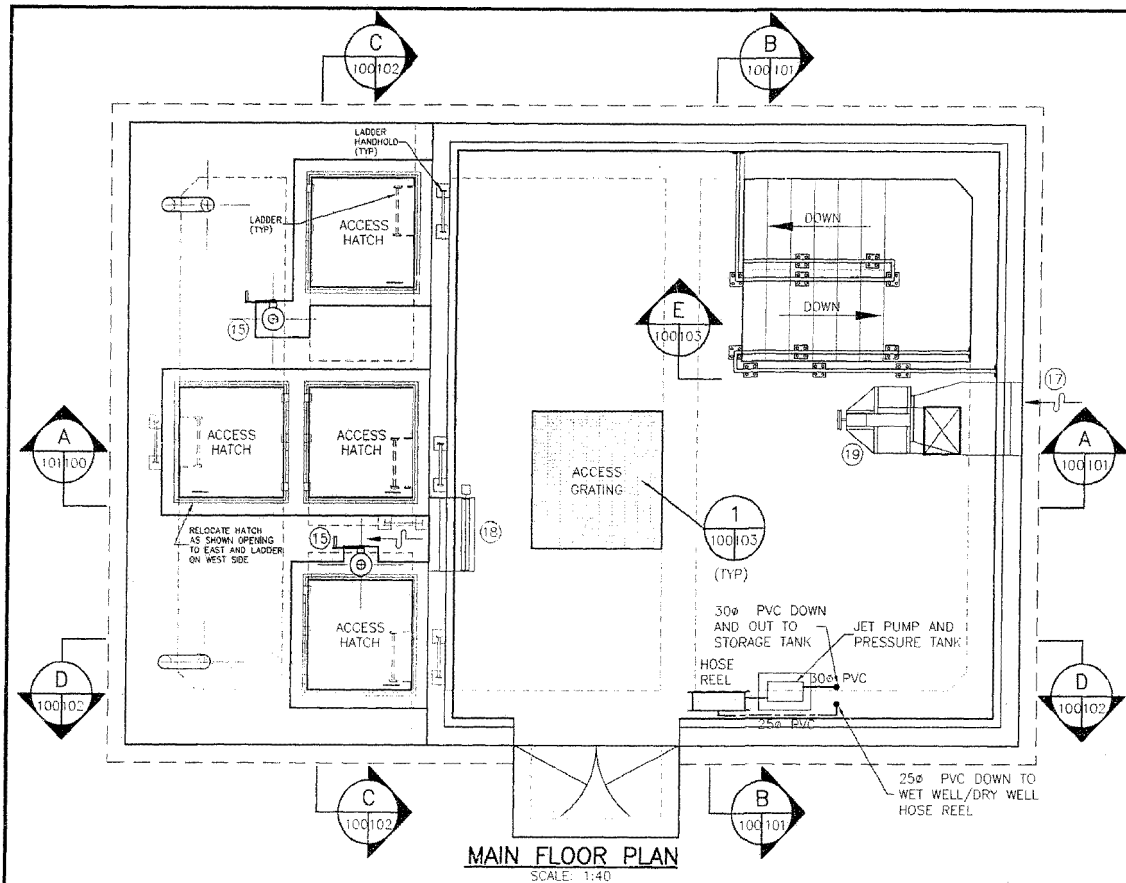 C
100 102
B
100 101
LADDER
HANDHOLD
(TYP)
LADDER
(TYP)
ACCESS
HATCH
DOWN
DOWN
15
E
100 103
17
A
101 100
ACCESS
HATCH
ACCESS
HATCH
ACCESS
GRATING
19
A
100 101
RELOCATE HATCH
AS SHOWN OPENING
TO EAST AND LADDER
ON WEST SIDE
15
18
1
100 103
(TYP)
ACCESS
HATCH
30ø PVC DOWN
AND OUT TO
STORAGE TANK
JET PUMP AND
PRESSURE TANK
HOSE
REEL
30ø PVC
25ø PVC
D
100 102
D
100 102
25ø PVC DOWN TO
WET WELL/DRY WELL
HOSE REEL
C
100 102
B
100 101
MAIN FLOOR PLAN
SCALE: 1:40